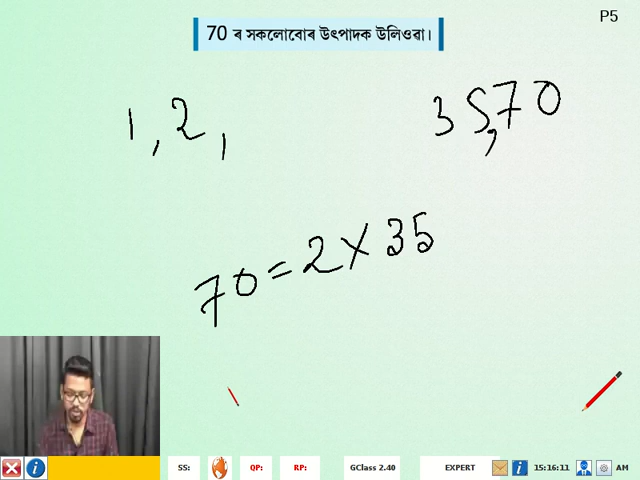 P5
70 ৰ সকলোবোৰ উৎপাদক উলিওৱা।
1, 2, 35, 70
70 = 2 X 35
SS: QP: RP: GClass 2.40 EXPERT 15:16:11 AM